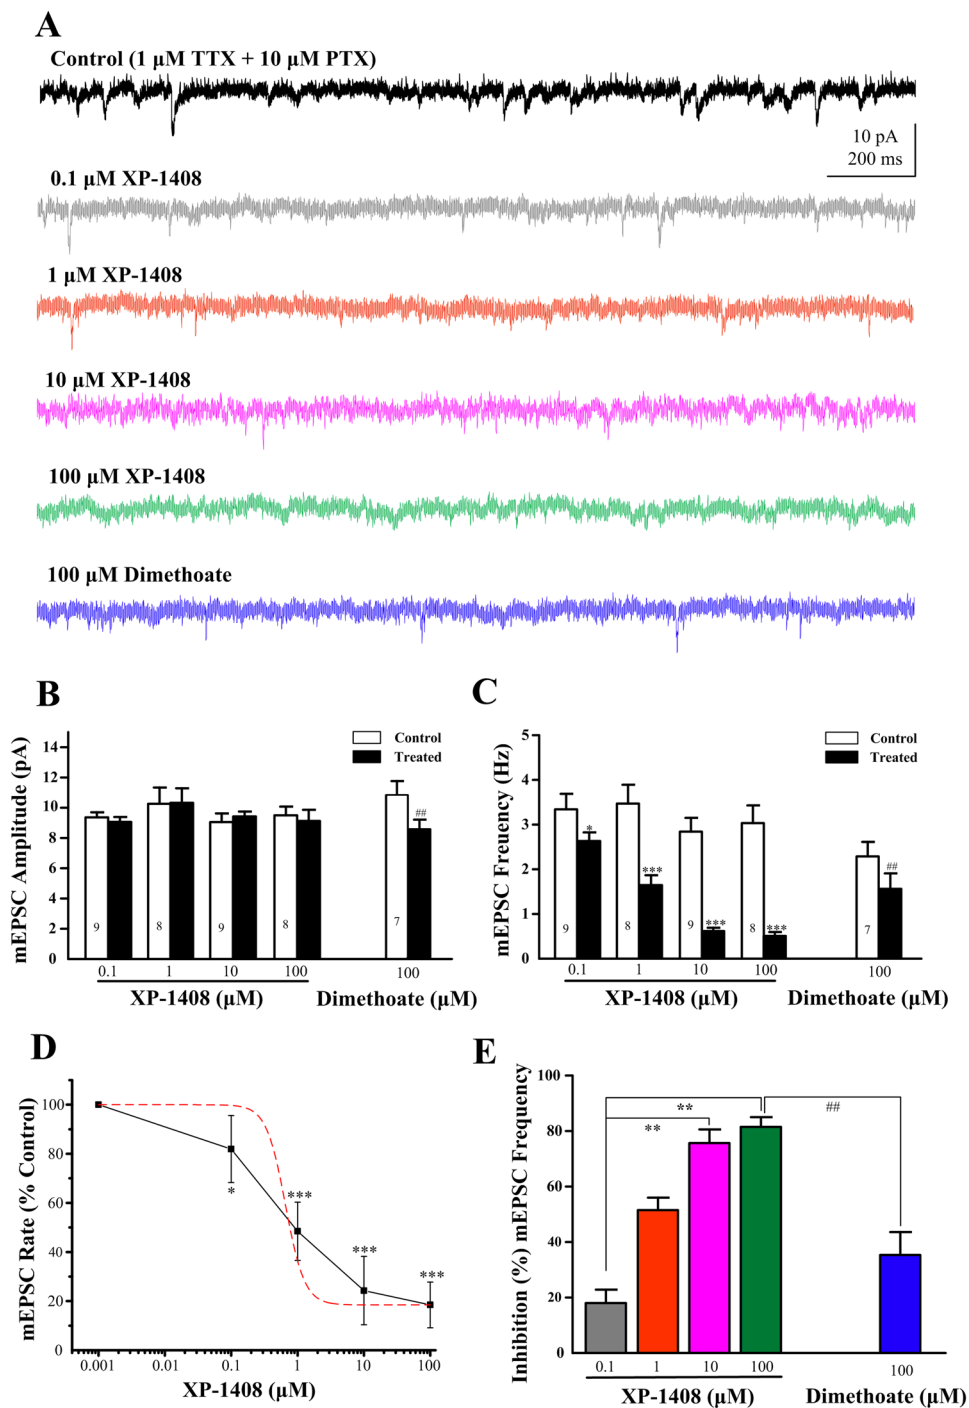 A
Control (1 μM TTX + 10 μM PTX)
10 pA
200 ms
0.1 μM XP-1408
1 μM XP-1408
10 μM XP-1408
100 μM XP-1408
100 μM Dimethoate
B
mEPSC Amplitude (pA)
14
12
10
8
6
4
2
0
Control
Treated
##
9
8
9
8
7
0.1
1
10
100
100
XP-1408 (μM)
Dimethoate (μM)
C
mEPSC Freuency (Hz)
5
4
3
2
1
0
Control
Treated
*
***
***
***
##
9
8
9
8
7
0.1
1
10
100
100
XP-1408 (μM)
Dimethoate (μM)
D
mEPSC Rate (% Control)
100
80
60
40
20
0
*
***
***
***
0.001
0.01
0.1
1
10
100
XP-1408 (μM)
E
Inhibition (%) mEPSC Frequency
100
80
60
40
20
0
**
**
##
0.1
1
10
100
100
XP-1408 (μM)
Dimethoate (μM)